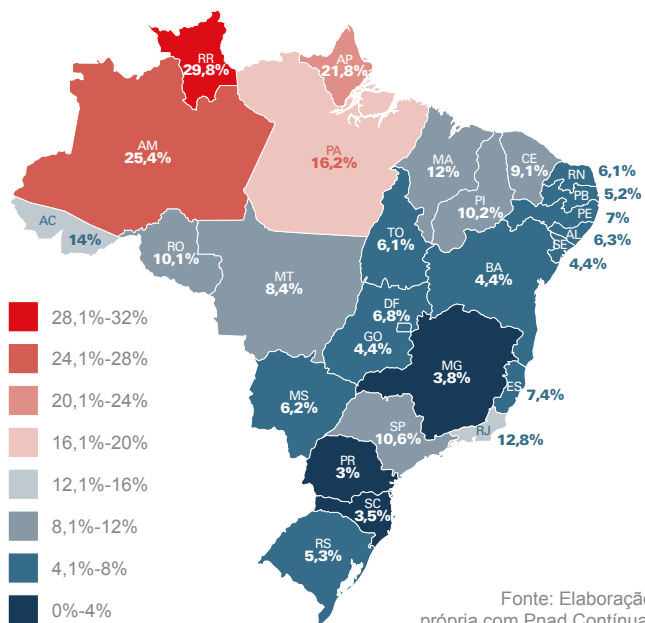 RR
29,8%
AP
21,8%
AM
25,4%
PA
16,2%
MA
12%
CE
9,1%
RN
6,1%
PB
5,2%
PI
10,2%
PE
7%
AC
14%
TO
6,1%
AL
6,3%
SE
4,4%
RO
10,1%
MT
8,4%
BA
4,4%
DF
6,8%
GO
4,4%
MG
3,8%
ES
7,4%
MS
6,2%
SP
10,6%
RJ
12,8%
PR
3%
SC
3,5%
RS
5,3%
28,1%-32%
24,1%-28%
20,1%-24%
16,1%-20%
12,1%-16%
8,1%-12%
4,1%-8%
0%-4%
Fonte: Elaboração
própria com Pnad Contínua